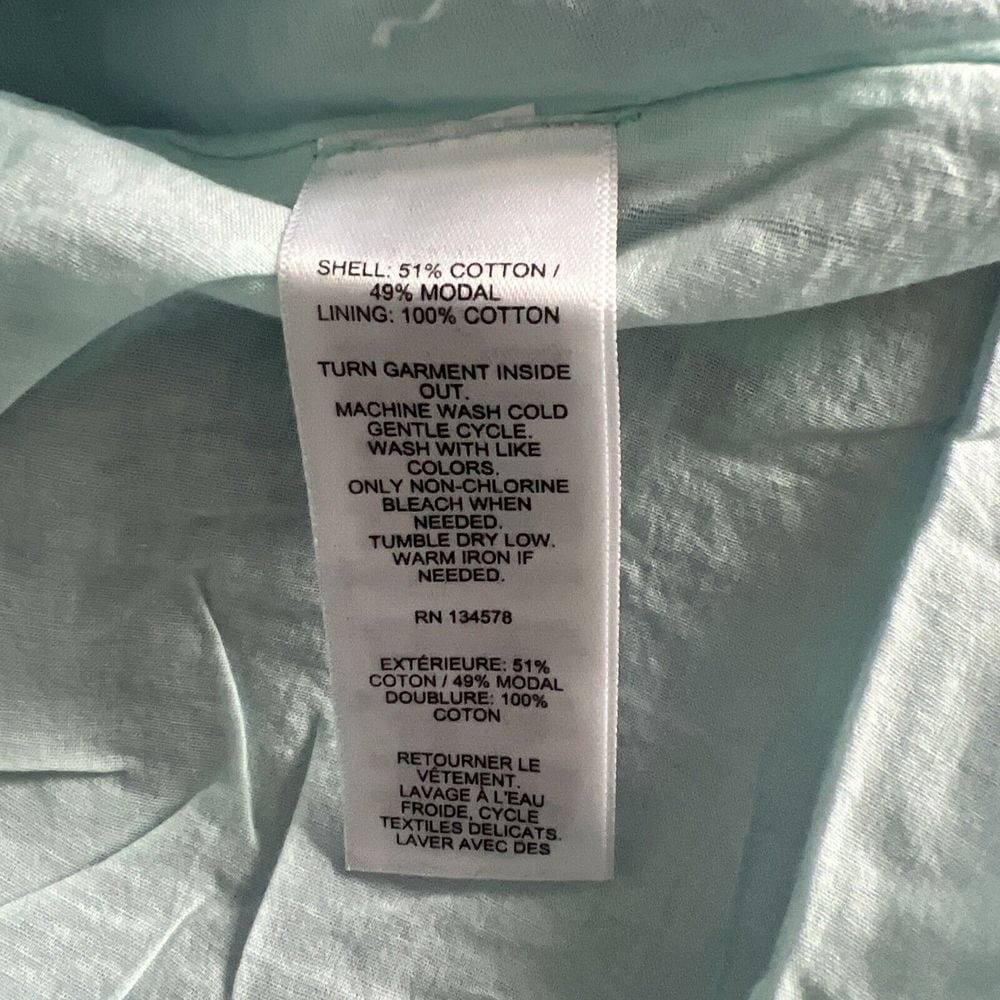 SHELL: 51% COTTON /
49% MODAL
LINING: 100% COTTON
TURN GARMENT INSIDE
OUT.
MACHINE WASH COLD
GENTLE CYCLE.
WASH WITH LIKE
COLORS.
ONLY NON-CHLORINE
BLEACH WHEN
NEEDED.
TUMBLE DRY LOW.
WARM IRON IF
NEEDED.
RN 134578
EXTÉRIEURE: 51%
COTON / 49% MODAL
DOUBLURE: 100%
COTON
RETOURNER LE
VÊTEMENT.
LAVAGE À L'EAU
FROIDE, CYCLE
TEXTILES DELICATS.
LAVER AVEC DES